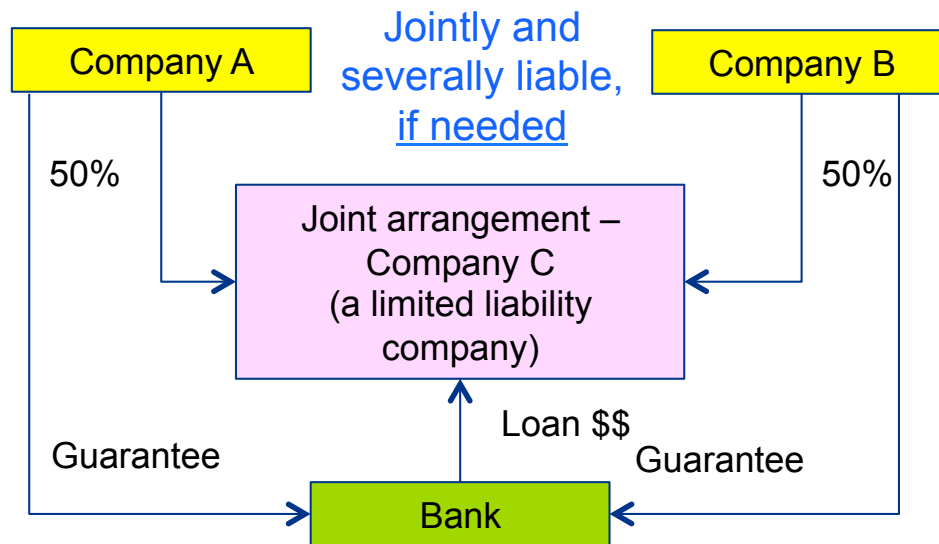 Company A
Jointly and
severally liable,
if needed
Company B
50%
50%
Joint arrangement –
Company C
(a limited liability
company)
Loan $$
Guarantee
Guarantee
Bank